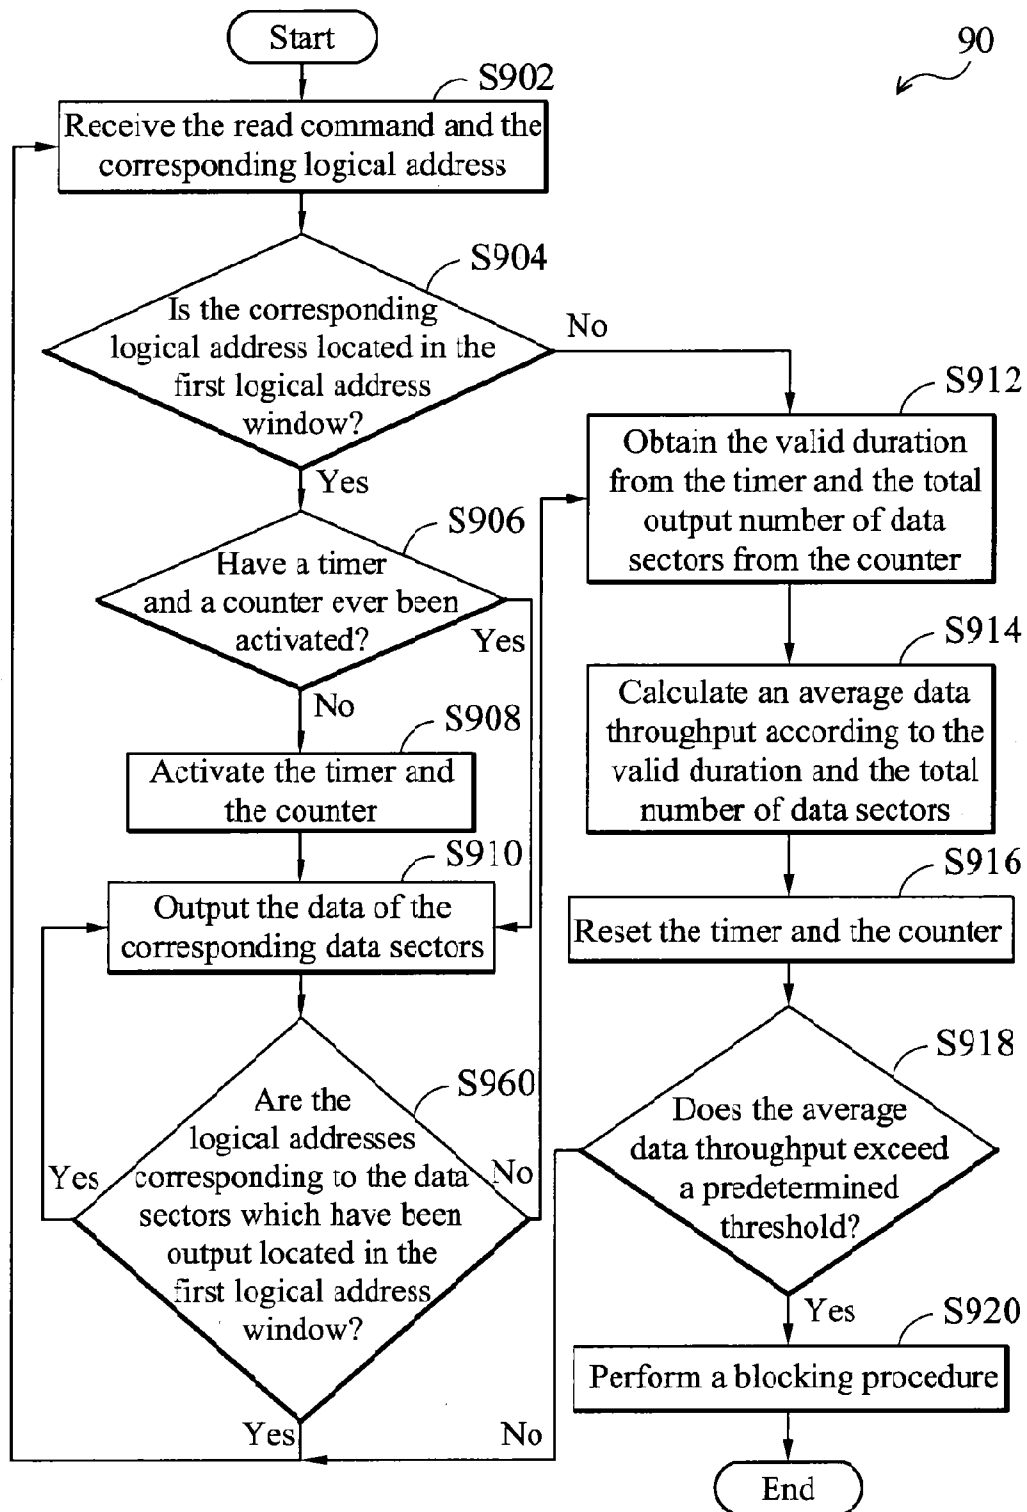 Start
90
S902
Receive the read command and the
corresponding logical address
S904
Is the corresponding
logical address located in the
first logical address
window?
No
Yes
S906
Have a timer
and a counter ever been
activated?
Yes
No
S908
Activate the timer and
the counter
S910
Output the data of the
corresponding data sectors
S960
Are the
logical addresses
corresponding to the data
sectors which have been
output located in the
first logical address
window?
Yes
No
Yes
S912
Obtain the valid duration
from the timer and the total
output number of data
sectors from the counter
S914
Calculate an average data
throughput according to the
valid duration and the total
number of data sectors
S916
Reset the timer and the counter
S918
Does the average
data throughput exceed
a predetermined
threshold?
No
Yes
S920
Perform a blocking procedure
End